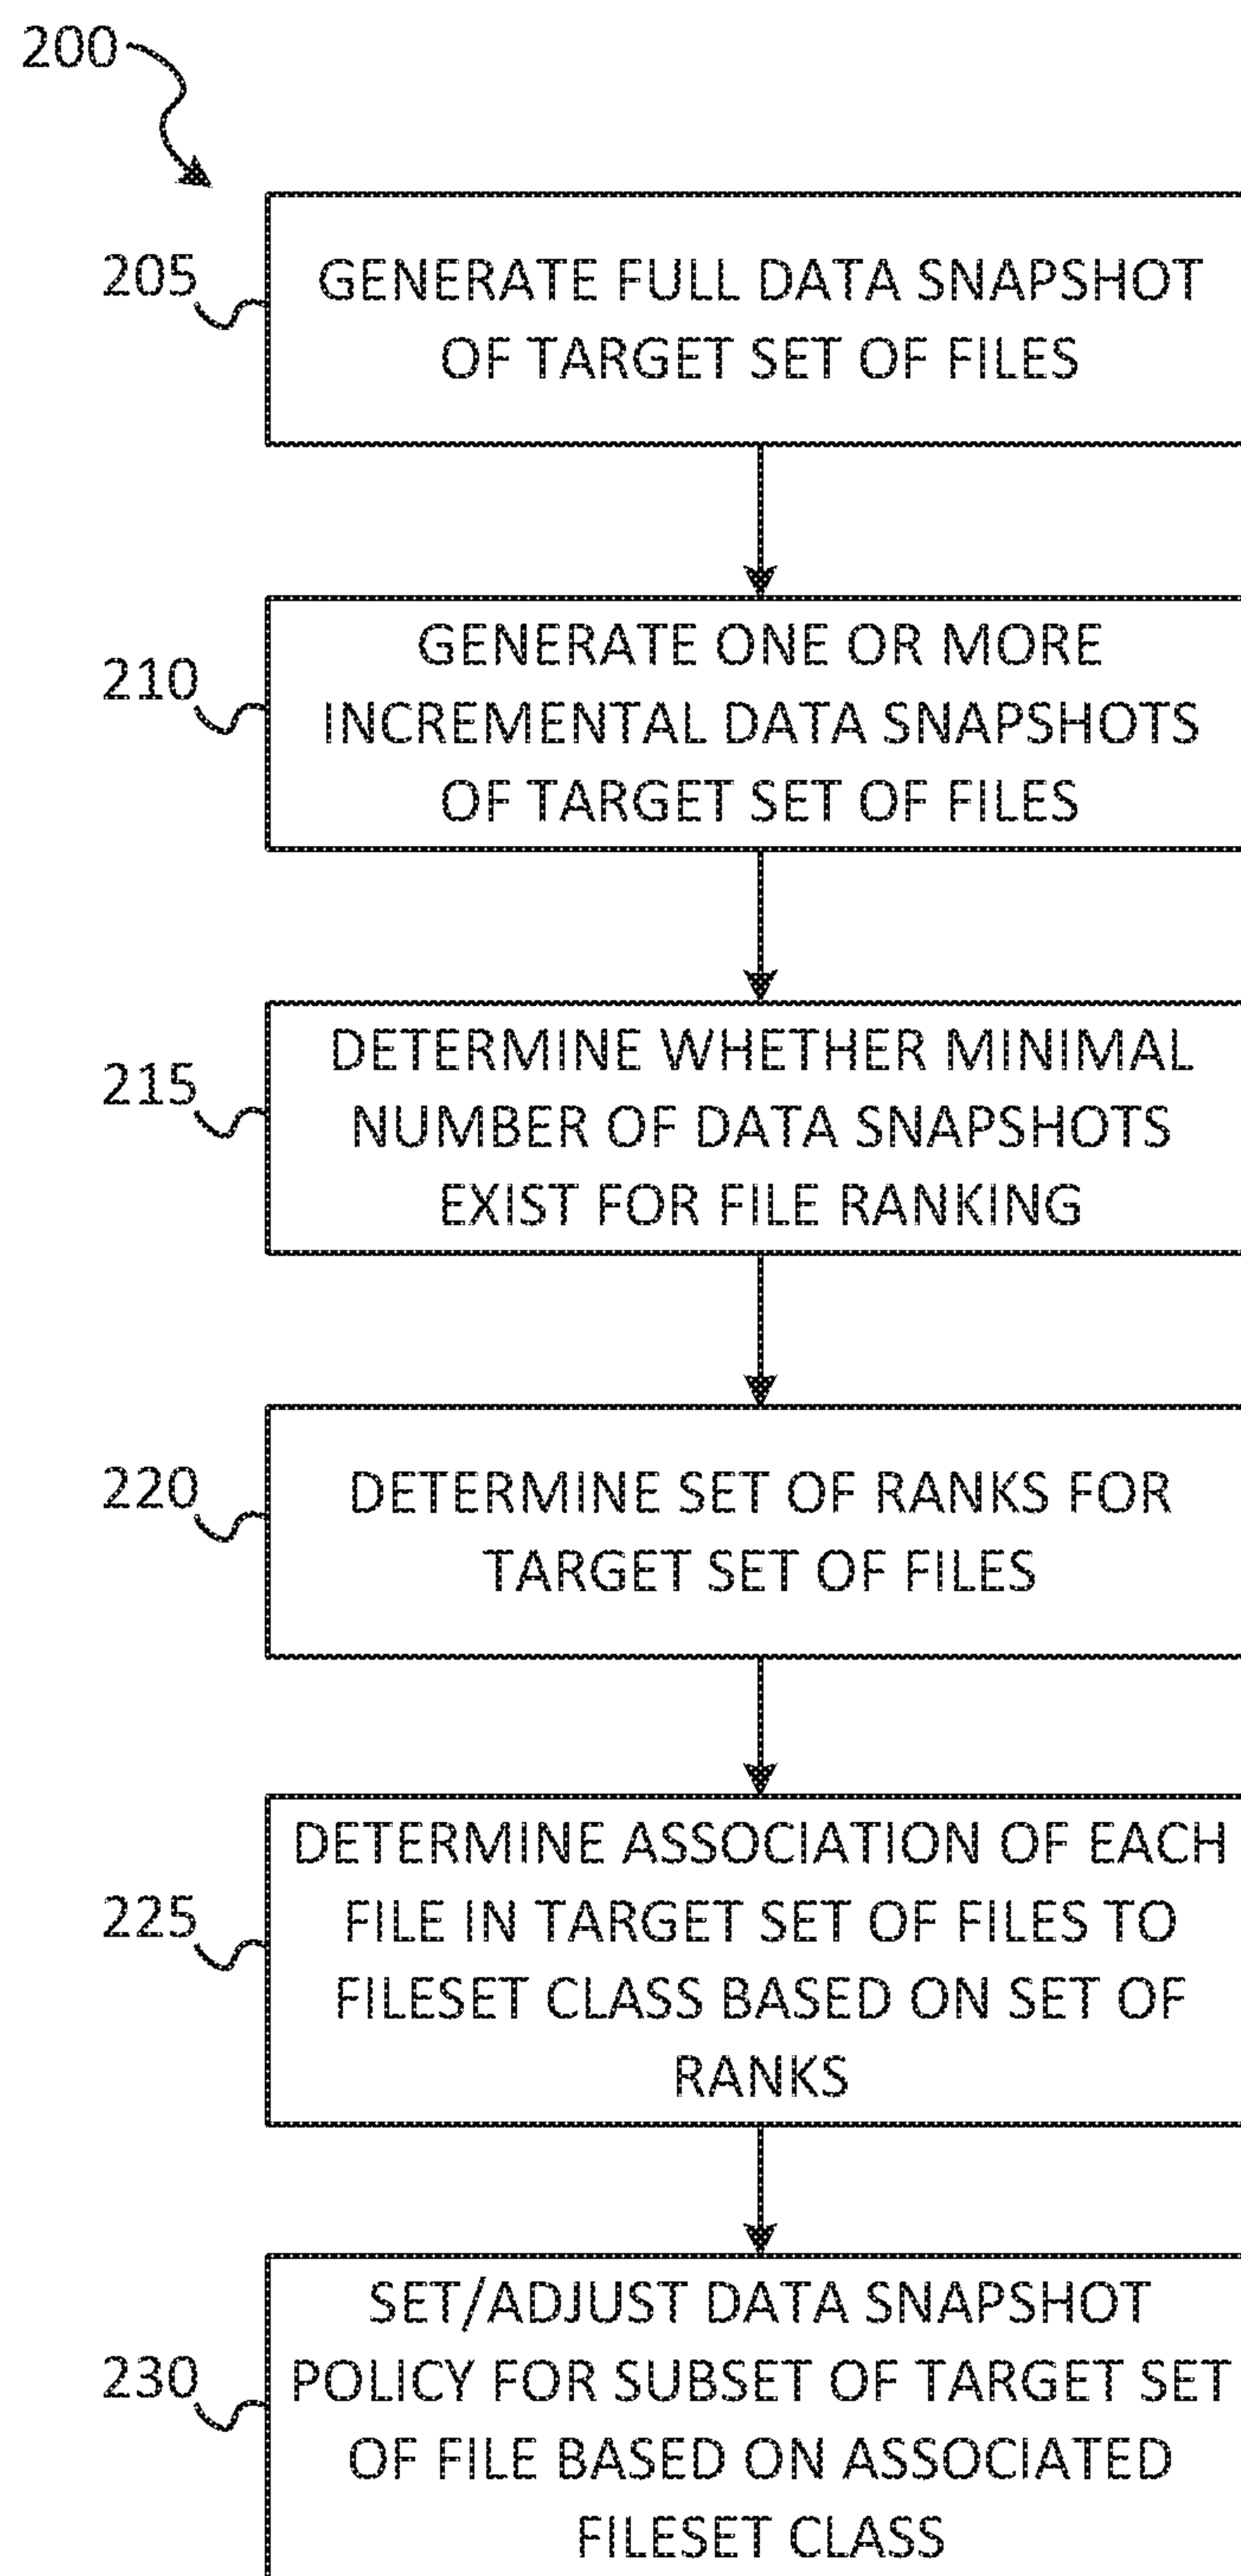 200
205
GENERATE FULL DATA SNAPSHOT
OF TARGET SET OF FILES
210
GENERATE ONE OR MORE
INCREMENTAL DATA SNAPSHOTS
OF TARGET SET OF FILES
215
DETERMINE WHETHER MINIMAL
NUMBER OF DATA SNAPSHOTS
EXIST FOR FILE RANKING
220
DETERMINE SET OF RANKS FOR
TARGET SET OF FILES
225
DETERMINE ASSOCIATION OF EACH
FILE IN TARGET SET OF FILES TO
FILESET CLASS BASED ON SET OF
RANKS
230
SET/ADJUST DATA SNAPSHOT
POLICY FOR SUBSET OF TARGET SET
OF FILE BASED ON ASSOCIATED
FILESET CLASS